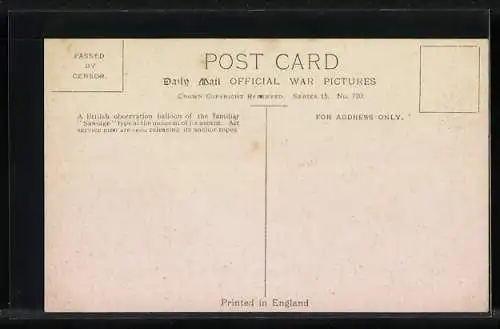 PASSED
BY
CENSOR.
POST CARD
Daily Mail OFFICIAL WAR PICTURES
CROWN COPYRIGHT RESERVED. SERIES 15. No. 120.
A British observation balloon of the familiar
"Sausage" type at the moment of its ascent. Air
service men are seen releasing its anchor ropes.
FOR ADDRESS ONLY.
Printed in England